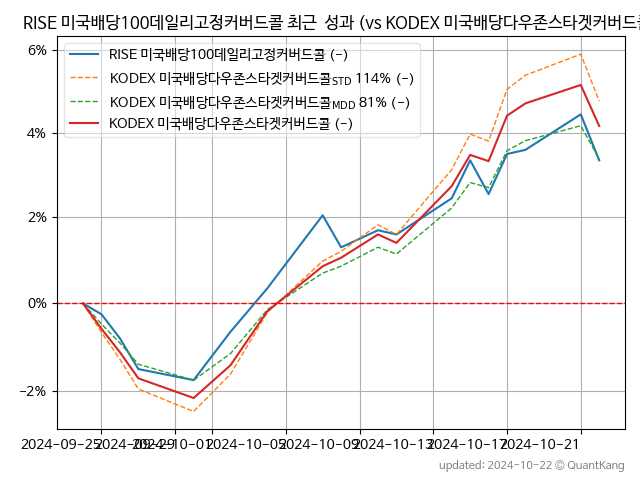 RISE 미국배당100데일리고정커버드콜 최근  성과 (vs KODEX 미국배당다우존스타겟커버드콜
RISE 미국배당100데일리고정커버드콜 (-)
KODEX 미국배당다우존스타겟커버드콜STD 114% (-)
KODEX 미국배당다우존스타겟커버드콜MDD 81% (-)
KODEX 미국배당다우존스타겟커버드콜 (-)
6%
4%
2%
0%
−2%
2024-09-25 2024-09-29 2024-10-01 2024-10-05 2024-10-09 2024-10-13 2024-10-17 2024-10-21
updated: 2024-10-22 © QuantKang